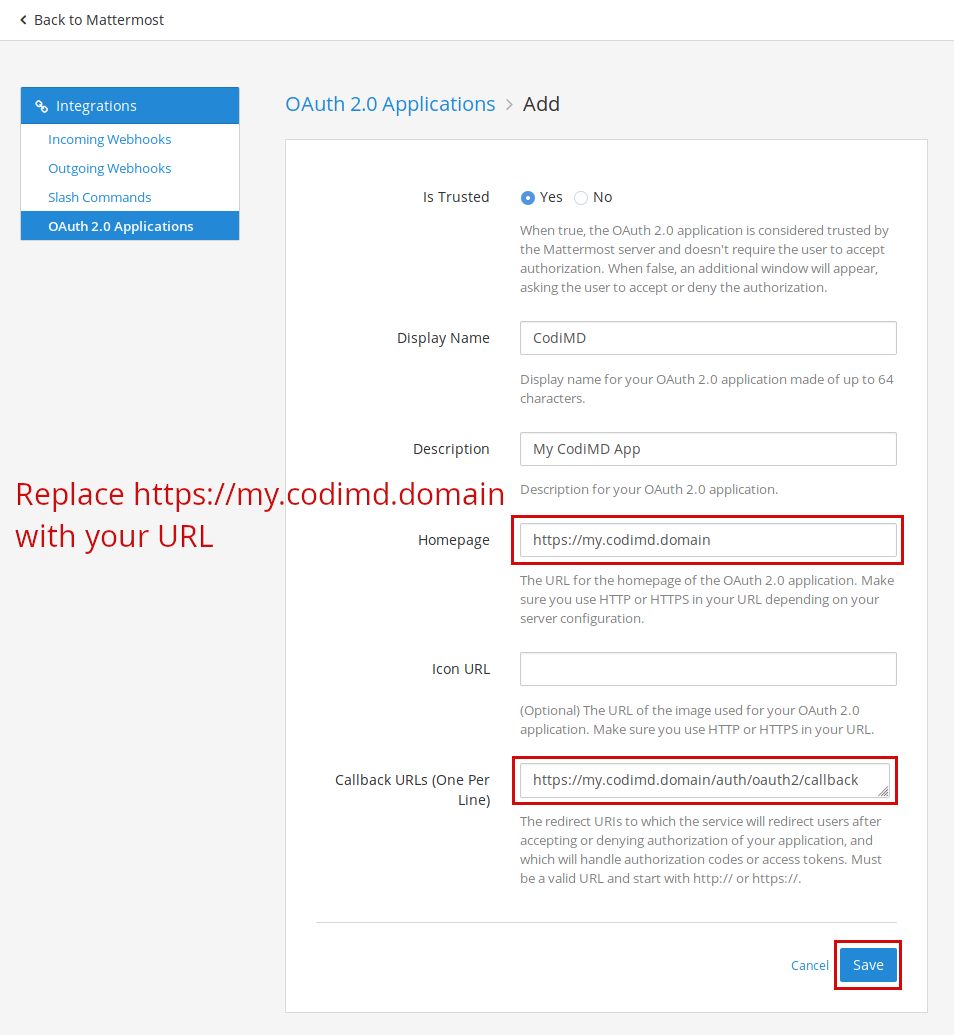 Back to Mattermost
Integrations
Incoming Webhooks
Outgoing Webhooks
Slash Commands
OAuth 2.0 Applications
OAuth 2.0 Applications > Add
Is Trusted
Yes No
When true, the OAuth 2.0 application is considered trusted by
the Mattermost server and doesn't require the user to accept
authorization. When false, an additional window will appear,
asking the user to accept or deny the authorization.
Display Name
CodiMD
Display name for your OAuth 2.0 application made of up to 64
characters.
Description
My CodiMD App
Description for your OAuth 2.0 application.
Replace https://my.codimd.domain
with your URL
Homepage
https://my.codimd.domain
The URL for the homepage of the OAuth 2.0 application. Make
sure you use HTTP or HTTPS in your URL depending on your
server configuration.
Icon URL
(Optional) The URL of the image used for your OAuth 2.0
application. Make sure you use HTTP or HTTPS in your URL.
Callback URLs (One Per
Line)
https://my.codimd.domain/auth/oauth2/callback
The redirect URIs to which the service will redirect users after
accepting or denying authorization of your application, and
which will handle authorization codes or access tokens. Must
be a valid URL and start with http:// or https://.
Cancel
Save